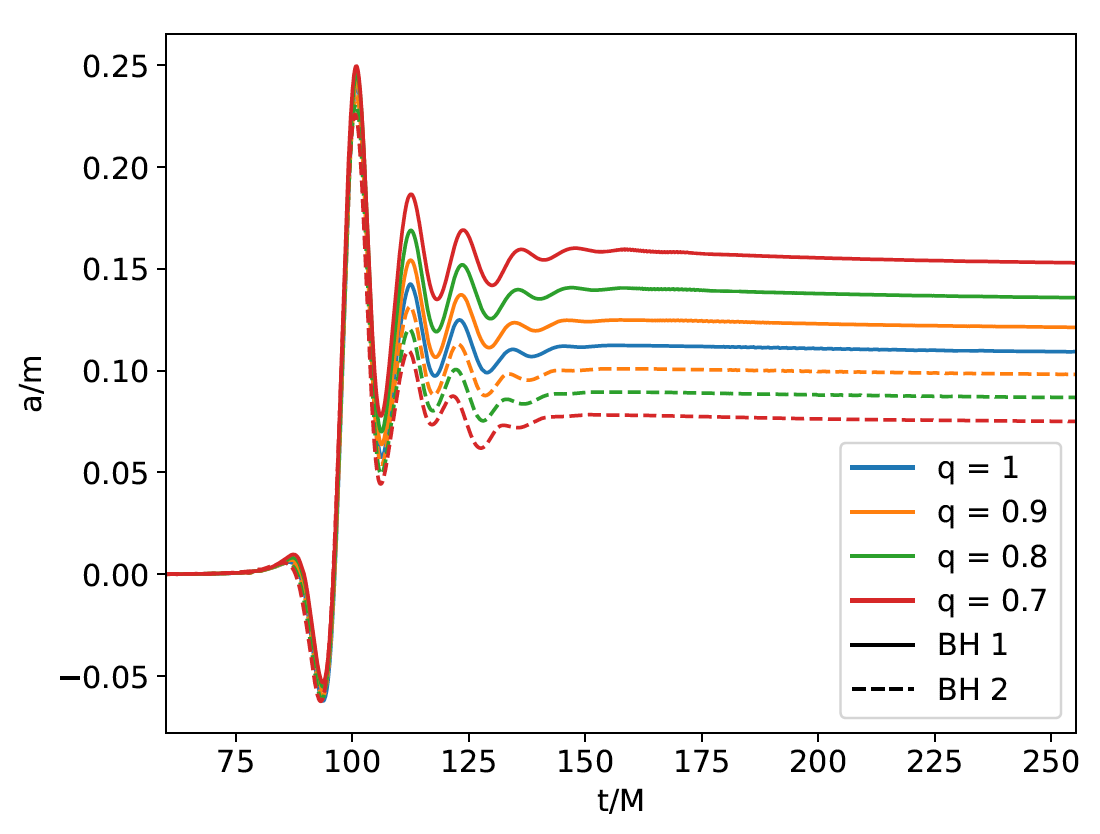 0.25
0.20
0.15
0.10
0.05
0.00
−0.05
a/m
75
100
125
150
175
200
225
250
t/M
q = 1
q = 0.9
q = 0.8
q = 0.7
BH 1
BH 2